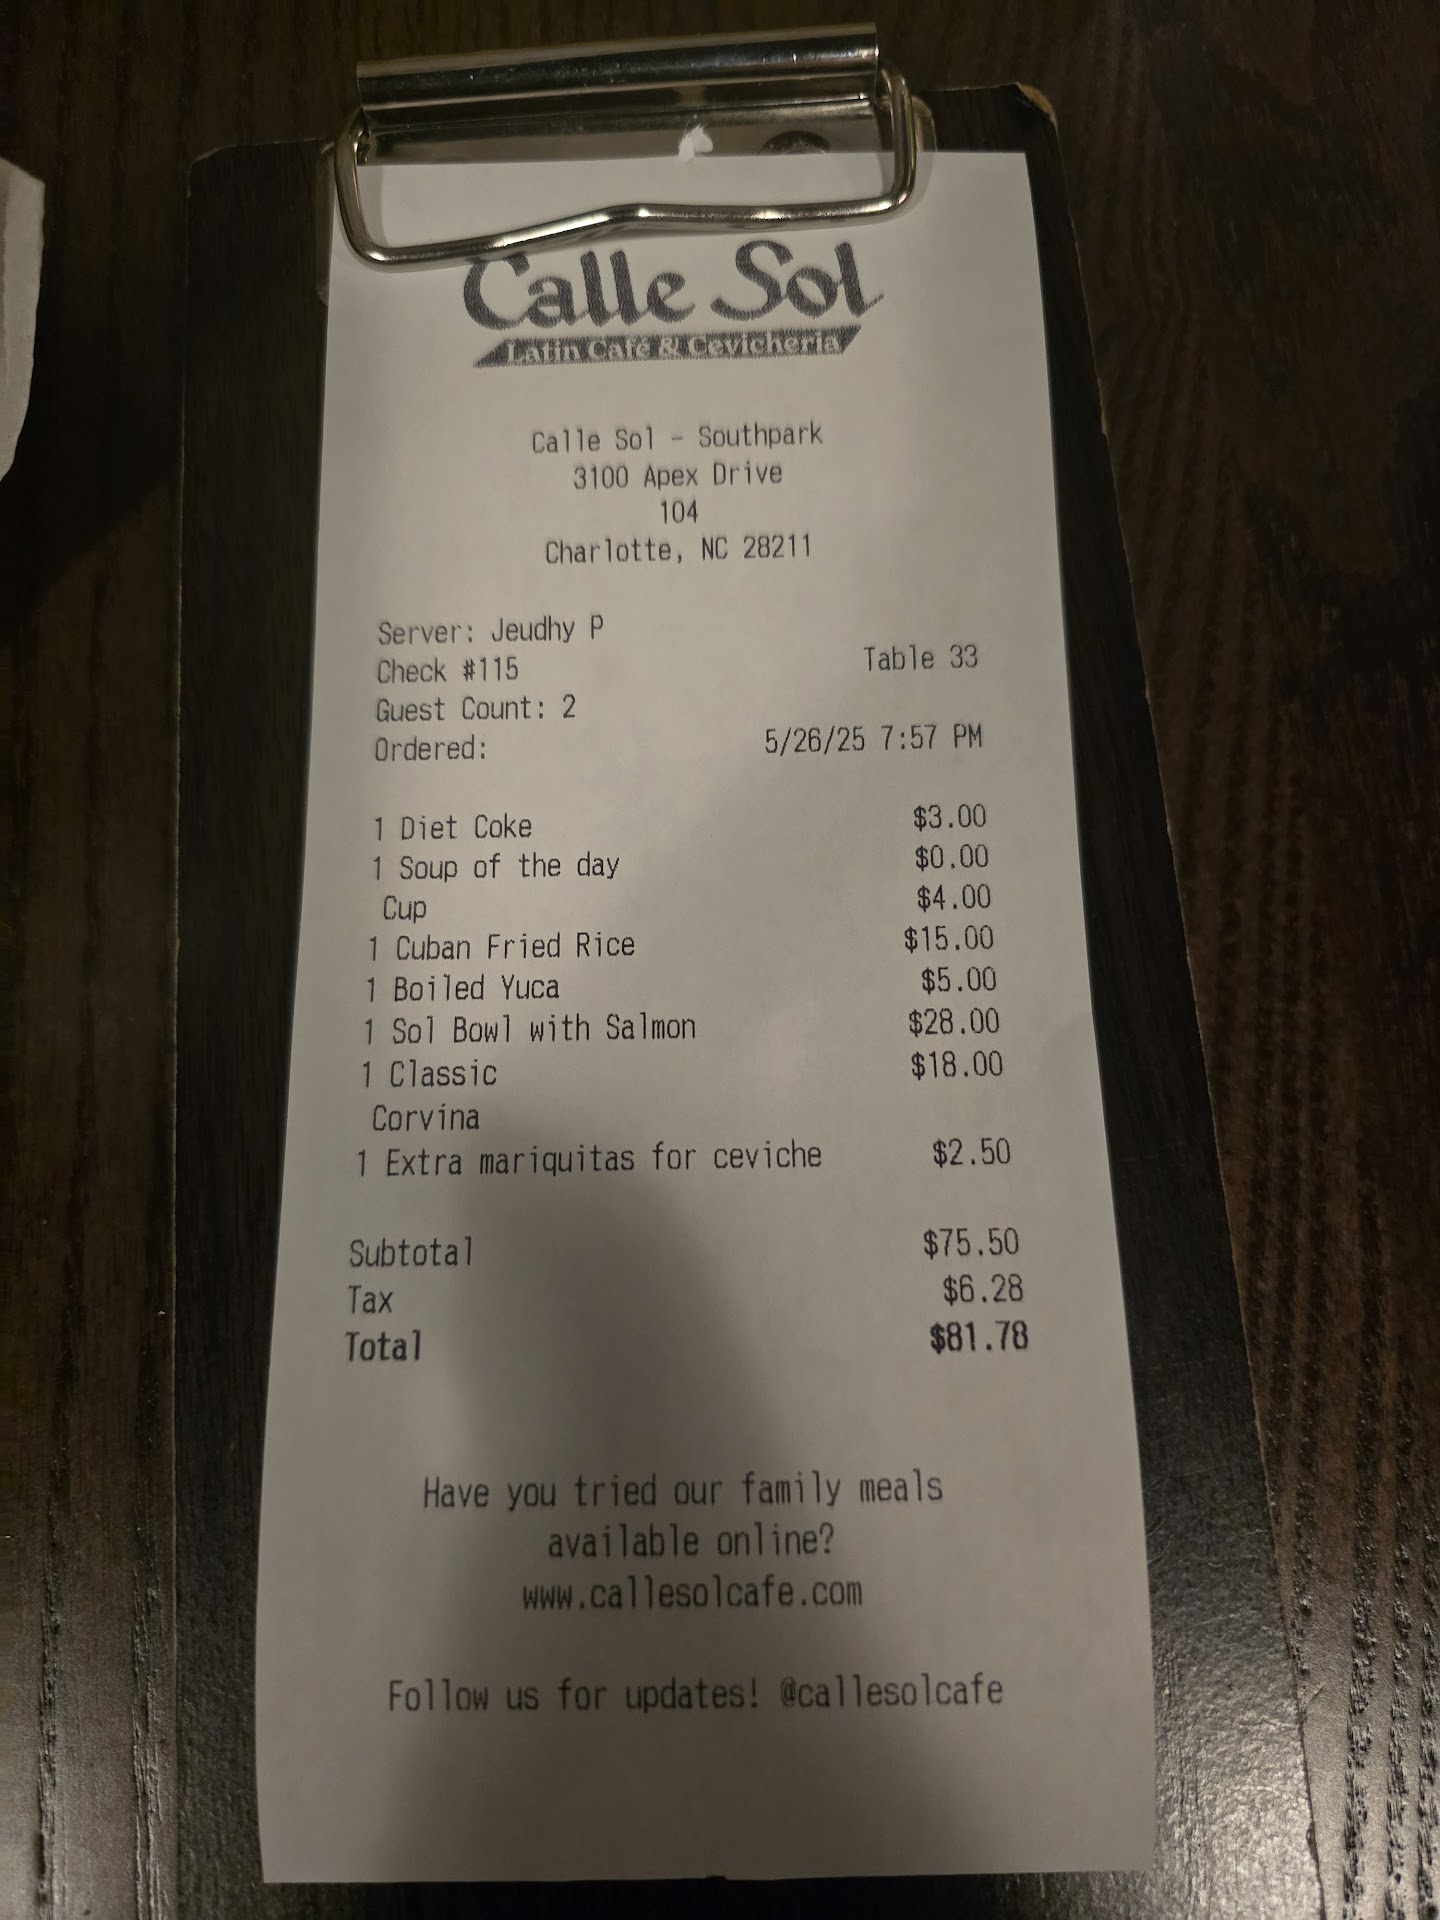 Calle Sol
Latin Café & Cevicheria
Calle Sol - Southpark
3100 Apex Drive
104
Charlotte, NC 28211
Server: Jeudhy P
Check #115 Table 33
Guest Count: 2
Ordered: 5/26/25 7:57 PM
1 Diet Coke $3.00
1 Soup of the day $0.00
Cup $4.00
1 Cuban Fried Rice $15.00
1 Boiled Yuca $5.00
1 Sol Bowl with Salmon $28.00
1 Classic $18.00
Corvina
1 Extra mariquitas for ceviche $2.50
Subtotal $75.50
Tax $6.28
Total $81.78
Have you tried our family meals
available online?
www.callesolcafe.com
Follow us for updates! @callesolcafe